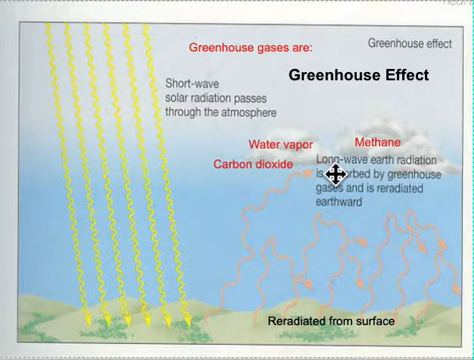 Greenhouse gases are:
Greenhouse effect
Greenhouse Effect
Short-wave
solar radiation passes
through the atmosphere
Water vapor
Methane
Carbon dioxide
Long-wave earth radiation
is absorbed by greenhouse
gases and is reradiated
earthward
Reradiated from surface